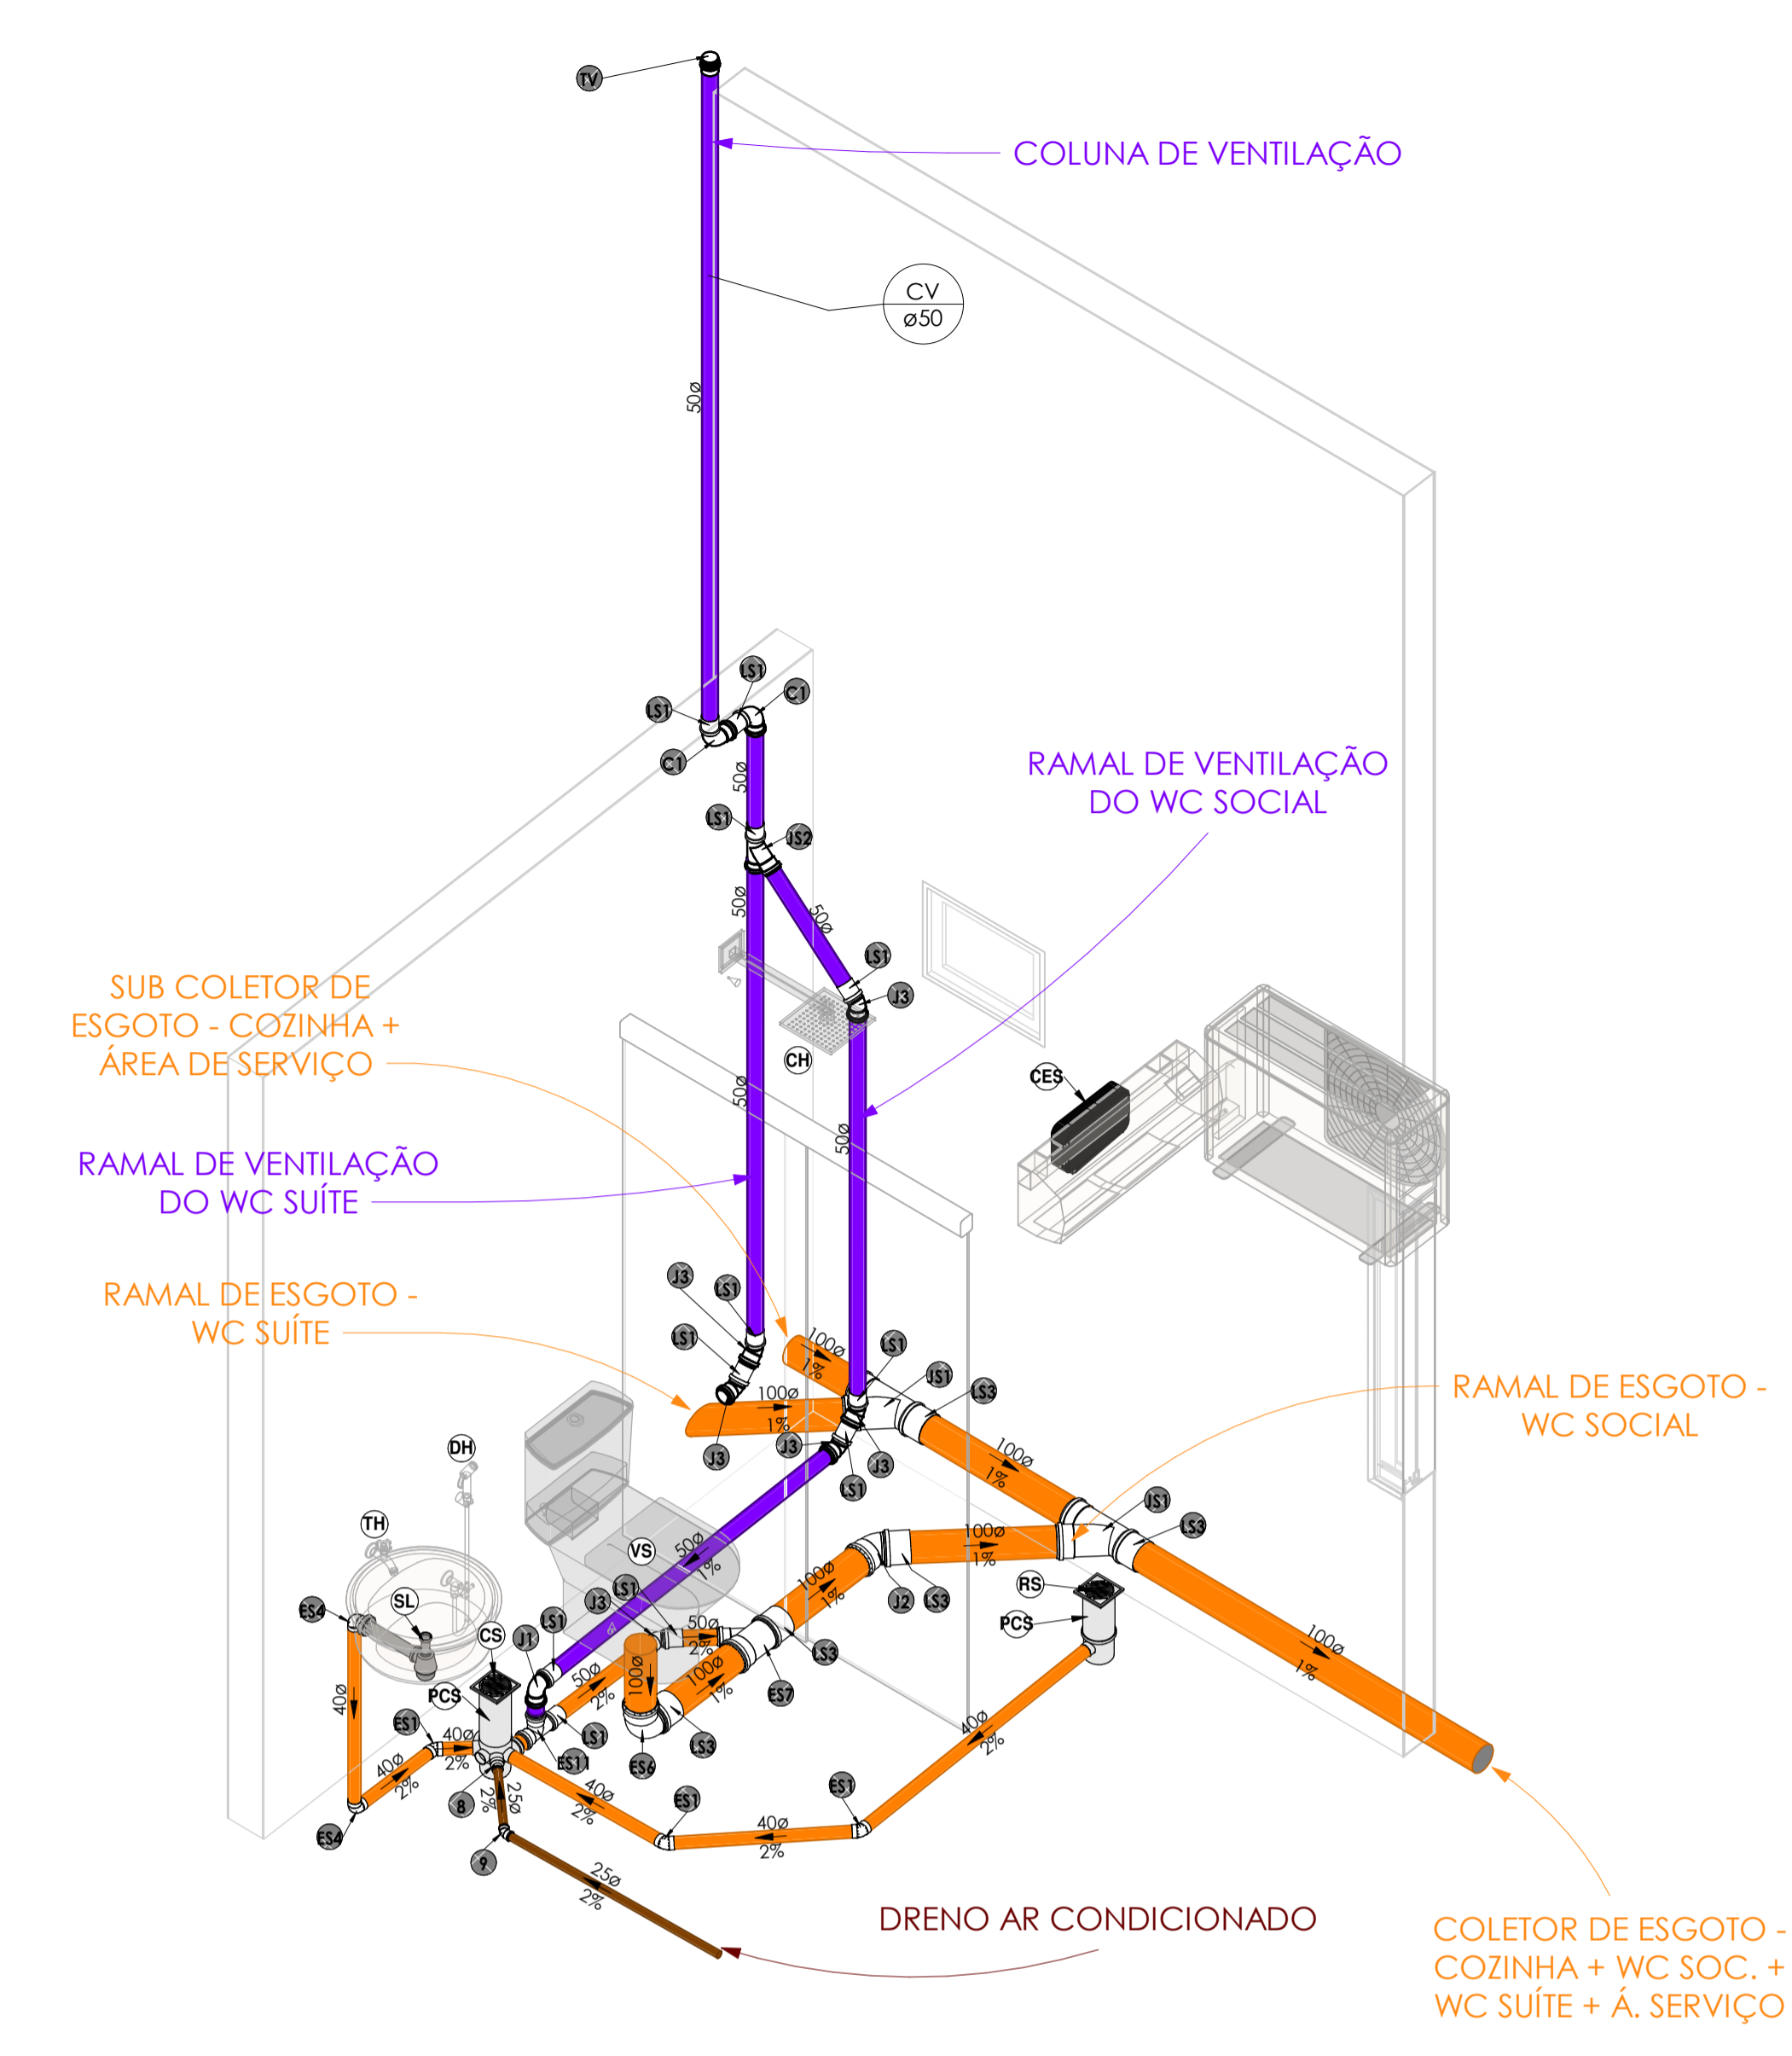 TV
COLUNA DE VENTILAÇÃO
CV
ø50
50ø
LS1
C1
LS1
C1
50ø
RAMAL DE VENTILAÇÃO
DO WC SOCIAL
LS1
JS2
50ø
50ø
LS1
J3
SUB COLETOR DE
ESGOTO - COZINHA +
ÁREA DE SERVIÇO
CH
CES
50ø
50ø
RAMAL DE VENTILAÇÃO
DO WC SUÍTE
J3
LS1
LS1
RAMAL DE ESGOTO -
WC SUÍTE
100ø
1%
LS1
JS1
LS3
100ø
1%
J3
J3
J3
LS1
RAMAL DE ESGOTO -
WC SOCIAL
100ø
1%
DH
TH
VS
SL
CS
50ø
1%
JS1
LS3
100ø
1%
100ø
1%
J2
LS3
RS
PCS
ES4
J1
LS1
J3
LS1
50ø
2%
LS3
100ø
1%
40ø
PCS
50ø
2%
100ø
100ø
1%
ES7
ES1
40ø
2%
LS1
ES11
ES6
LS3
40ø
2%
40ø
2%
8
25ø
2%
40ø
2%
ES1
ES1
ES4
9
40ø
2%
25ø
2%
DRENO AR CONDICIONADO
COLETOR DE ESGOTO -
COZINHA + WC SOC. +
WC SUÍTE + Á. SERVIÇO